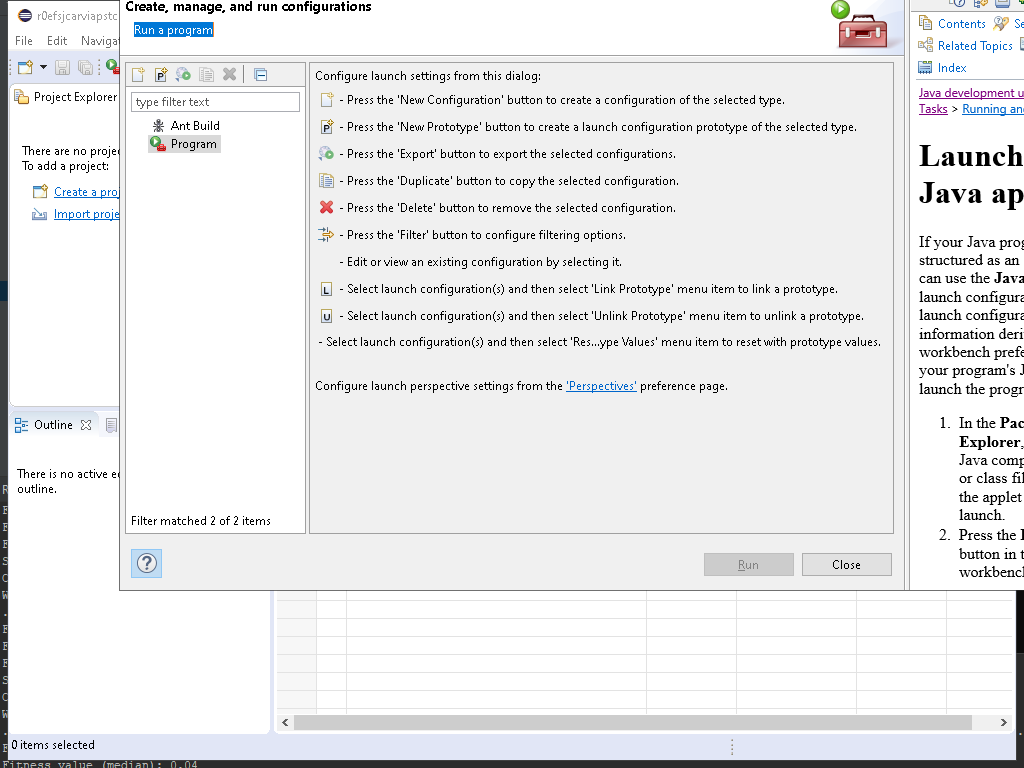 Create, manage, and run configurations
Run a program
r0efsjcarviapstc
File Edit Navigat
Project Explorer
There are no proje
To add a project:
Create a proj
Import proje
type filter text
Ant Build
Program
Filter matched 2 of 2 items
Configure launch settings from this dialog:
- Press the 'New Configuration' button to create a configuration of the selected type.
P - Press the 'New Prototype' button to create a launch configuration prototype of the selected type.
- Press the 'Export' button to export the selected configurations.
- Press the 'Duplicate' button to copy the selected configuration.
- Press the 'Delete' button to remove the selected configuration.
- Press the 'Filter' button to configure filtering options.
- Edit or view an existing configuration by selecting it.
L - Select launch configuration(s) and then select 'Link Prototype' menu item to link a prototype.
U - Select launch configuration(s) and then select 'Unlink Prototype' menu item to unlink a prototype.
- Select launch configuration(s) and then select 'Res...ype Values' menu item to reset with prototype values.
Configure launch perspective settings from the 'Perspectives' preference page.
Run Close
Outline
There is no active e
outline.
0 items selected
Fitness value (median): 0.04
Contents Se
Related Topics
Index
Java development u
Tasks > Running an
Launch
Java ap
If your Java prog
structured as an
can use the Java
launch configura
launch configura
information deri
workbench prefe
your program's J
launch the progr
1. In the Pac
Explorer,
Java comp
or class fil
the applet
launch.
2. Press the
button in t
workbench